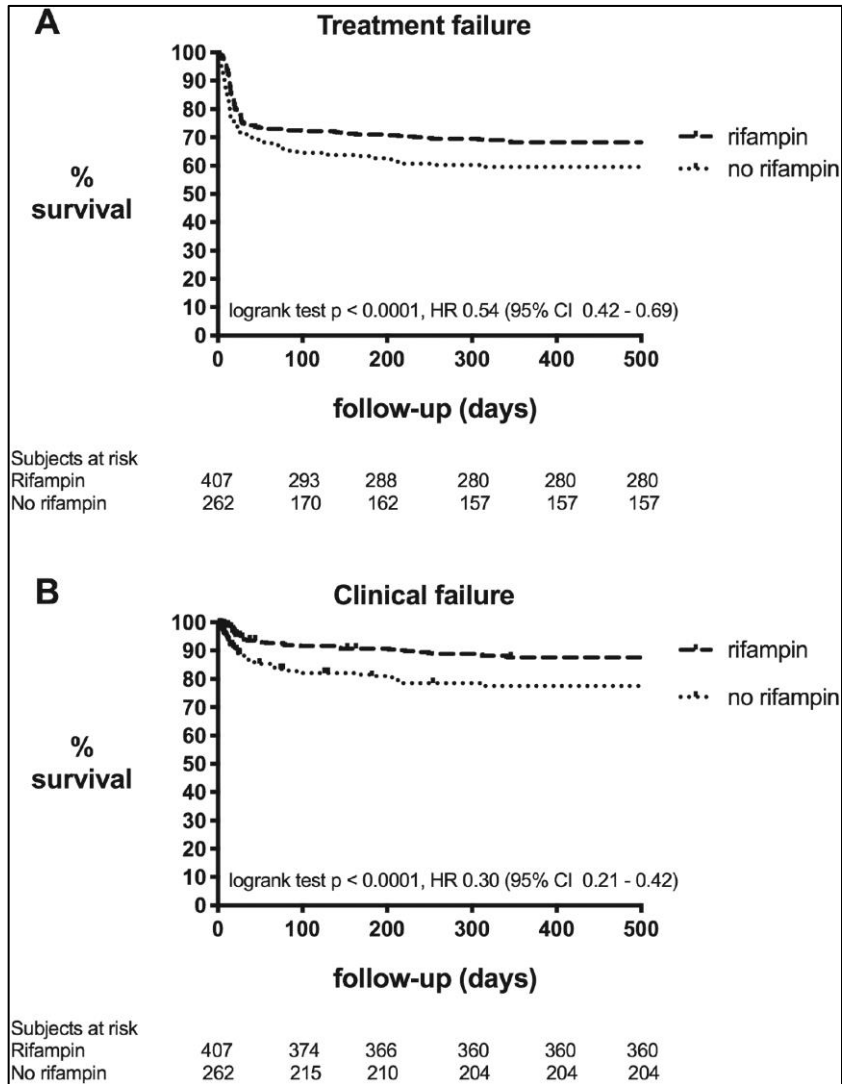 A
Treatment failure
100
90
80
70
60
50
40
30
20
10
0
%
survival
rifampin
no rifampin
logrank test p < 0.0001, HR 0.54 (95% CI 0.42 - 0.69)
0 100 200 300 400 500
follow-up (days)
Subjects at risk
Rifampin 407 293 288 280 280 280
No rifampin 262 170 162 157 157 157
B
Clinical failure
100
90
80
70
60
50
40
30
20
10
0
%
survival
rifampin
no rifampin
logrank test p < 0.0001, HR 0.30 (95% CI 0.21 - 0.42)
0 100 200 300 400 500
follow-up (days)
Subjects at risk
Rifampin 407 374 366 360 360 360
No rifampin 262 215 210 204 204 204